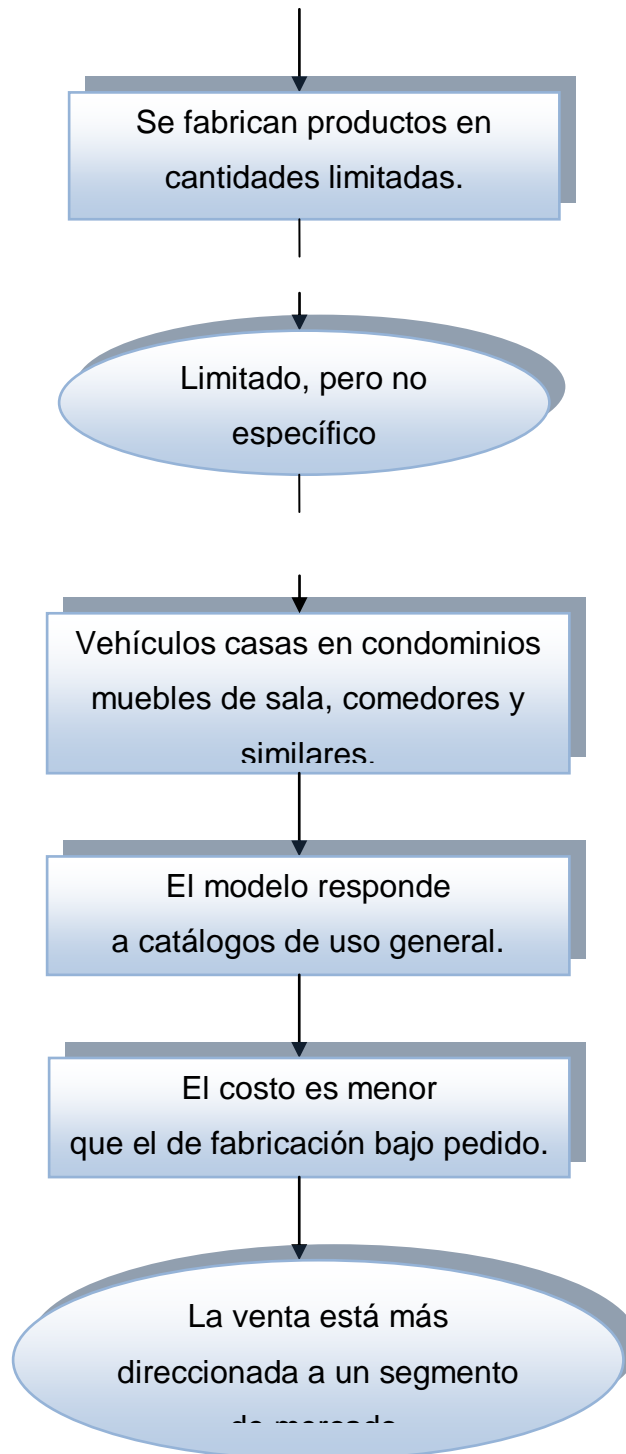 Se fabrican productos en
cantidades limitadas.
Limitado, pero no
específico
Vehículos casas en condominios
muebles de sala, comedores y
similares.
El modelo responde
a catálogos de uso general.
El costo es menor
que el de fabricación bajo pedido.
La venta está más
direccionada a un segmento
de mercado